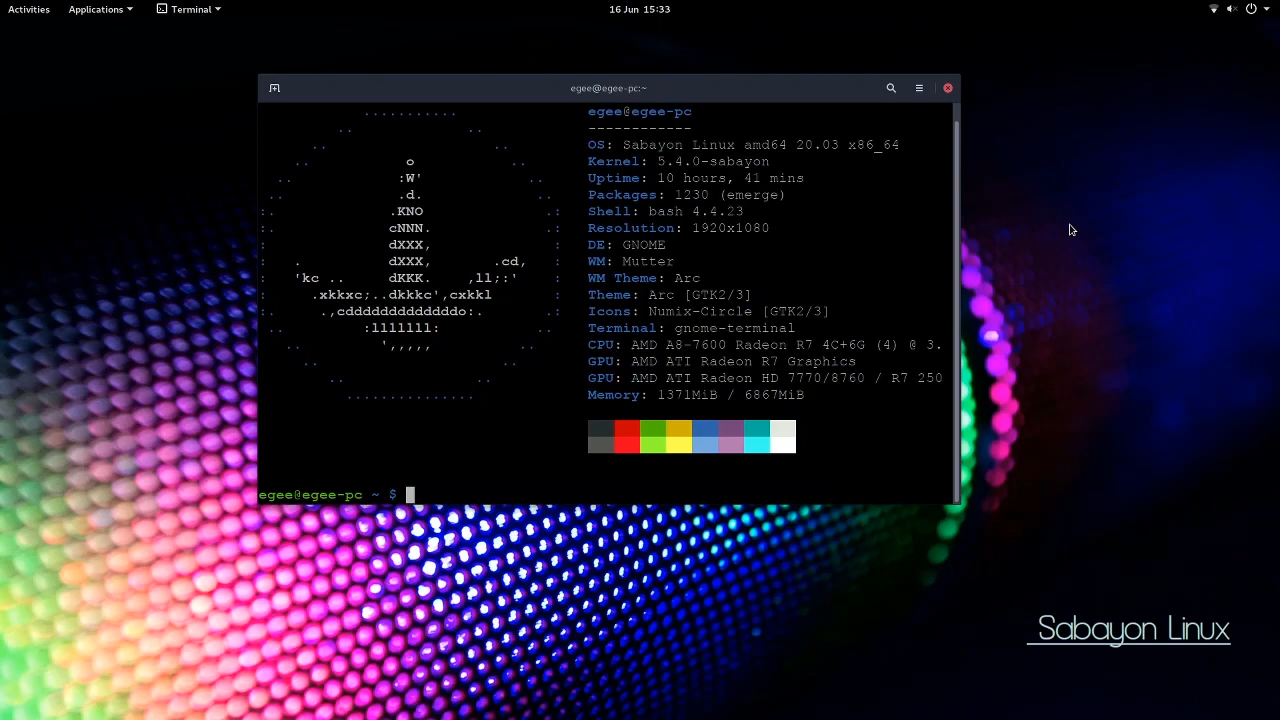 Activities Applications Terminal 16 Jun 15:33
egee@egee-pc:~
egee@egee-pc
------------
OS: Sabayon Linux amd64 20.03 x86_64
Kernel: 5.4.0-sabayon
Uptime: 10 hours, 41 mins
Packages: 1230 (emerge)
Shell: bash 4.4.23
Resolution: 1920x1080
DE: GNOME
WM: Mutter
WM Theme: Arc
Theme: Arc [GTK2/3]
Icons: Numix-Circle [GTK2/3]
Terminal: gnome-terminal
CPU: AMD A8-7600 Radeon R7 4C+6G (4) @ 3.
GPU: AMD ATI Radeon R7 Graphics
GPU: AMD ATI Radeon HD 7770/8760 / R7 250
Memory: 1371MiB / 6867MiB
egee@egee-pc ~ $
Sabayon Linux